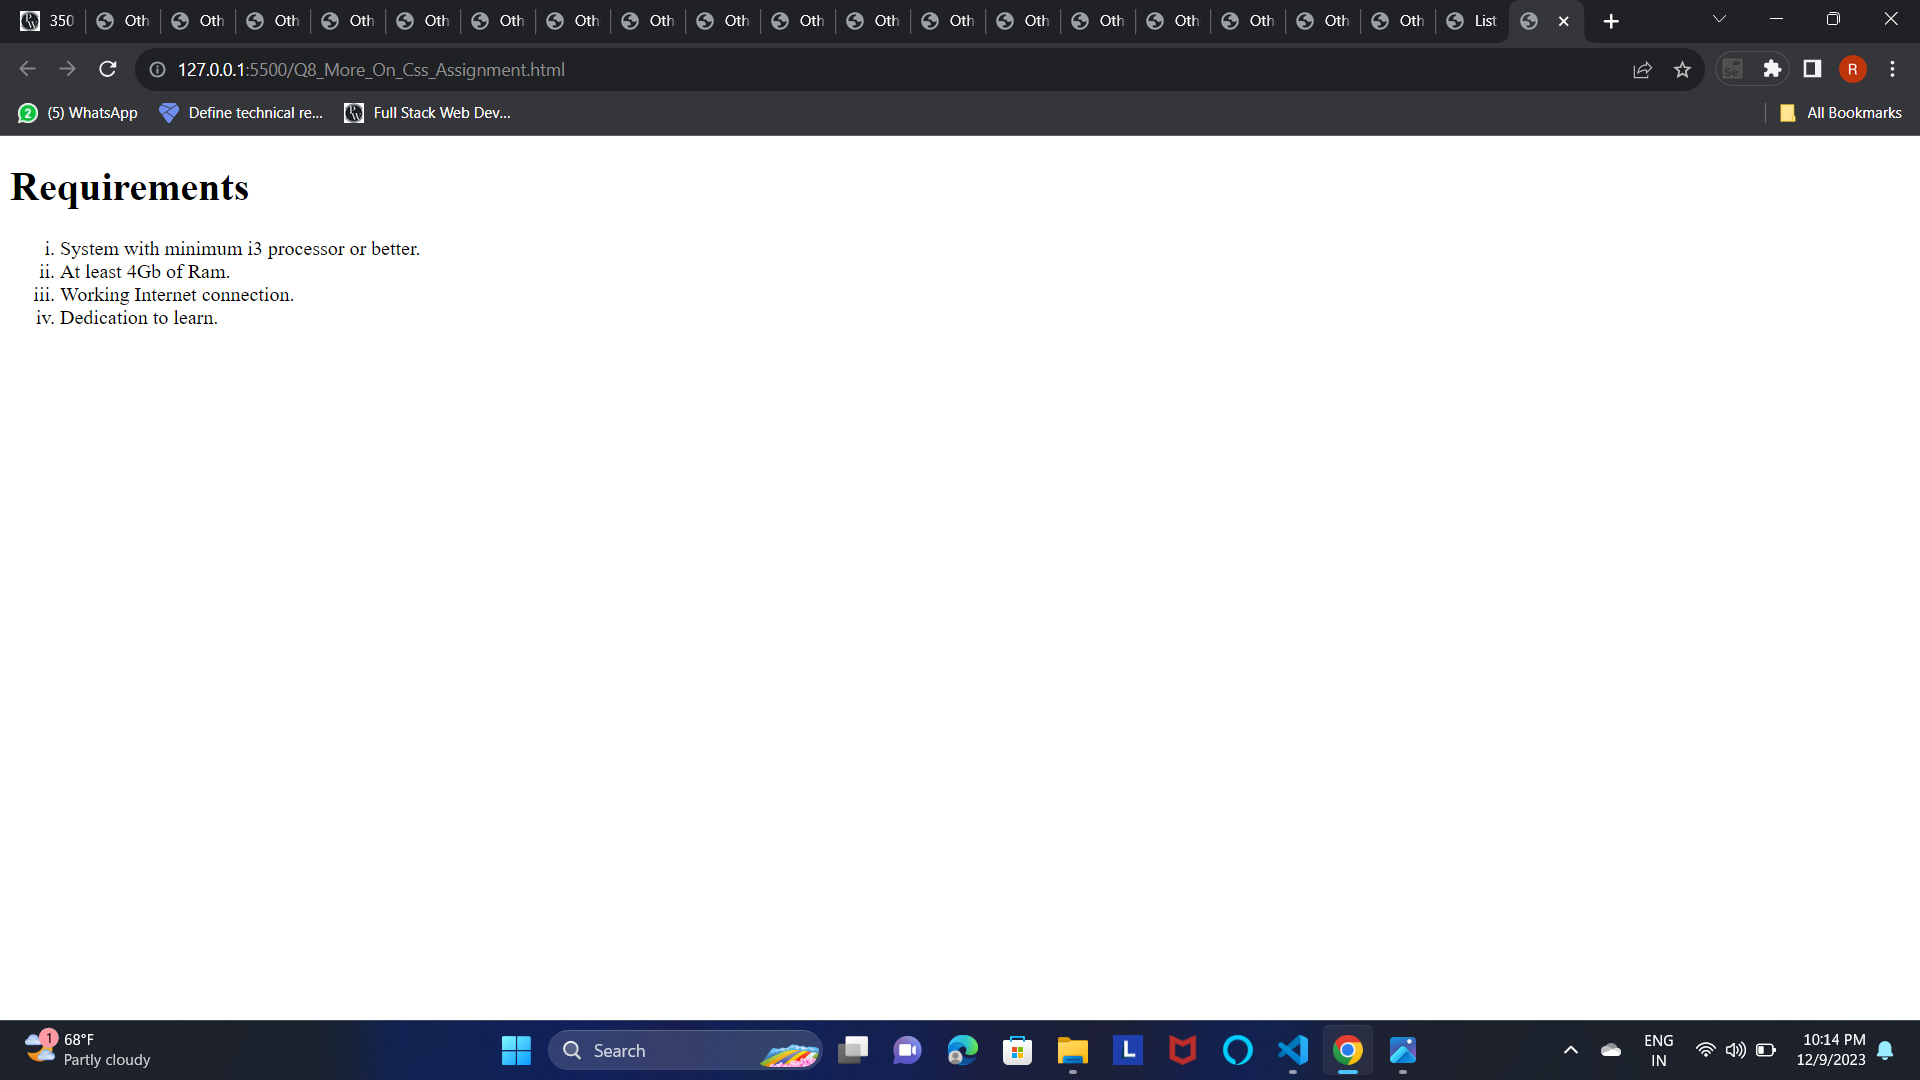 350 Oth Oth Oth Oth Oth Oth Oth Oth Oth Oth Oth Oth Oth Oth Oth Oth Oth Oth List
127.0.0.1:5500/Q8_More_On_Css_Assignment.html R
2 (5) WhatsApp Define technical re... Full Stack Web Dev... All Bookmarks
Requirements
i. System with minimum i3 processor or better.
ii. At least 4Gb of Ram.
iii. Working Internet connection.
iv. Dedication to learn.
1 68°F
Partly cloudy
Search
L
ENG
IN
10:14 PM
12/9/2023